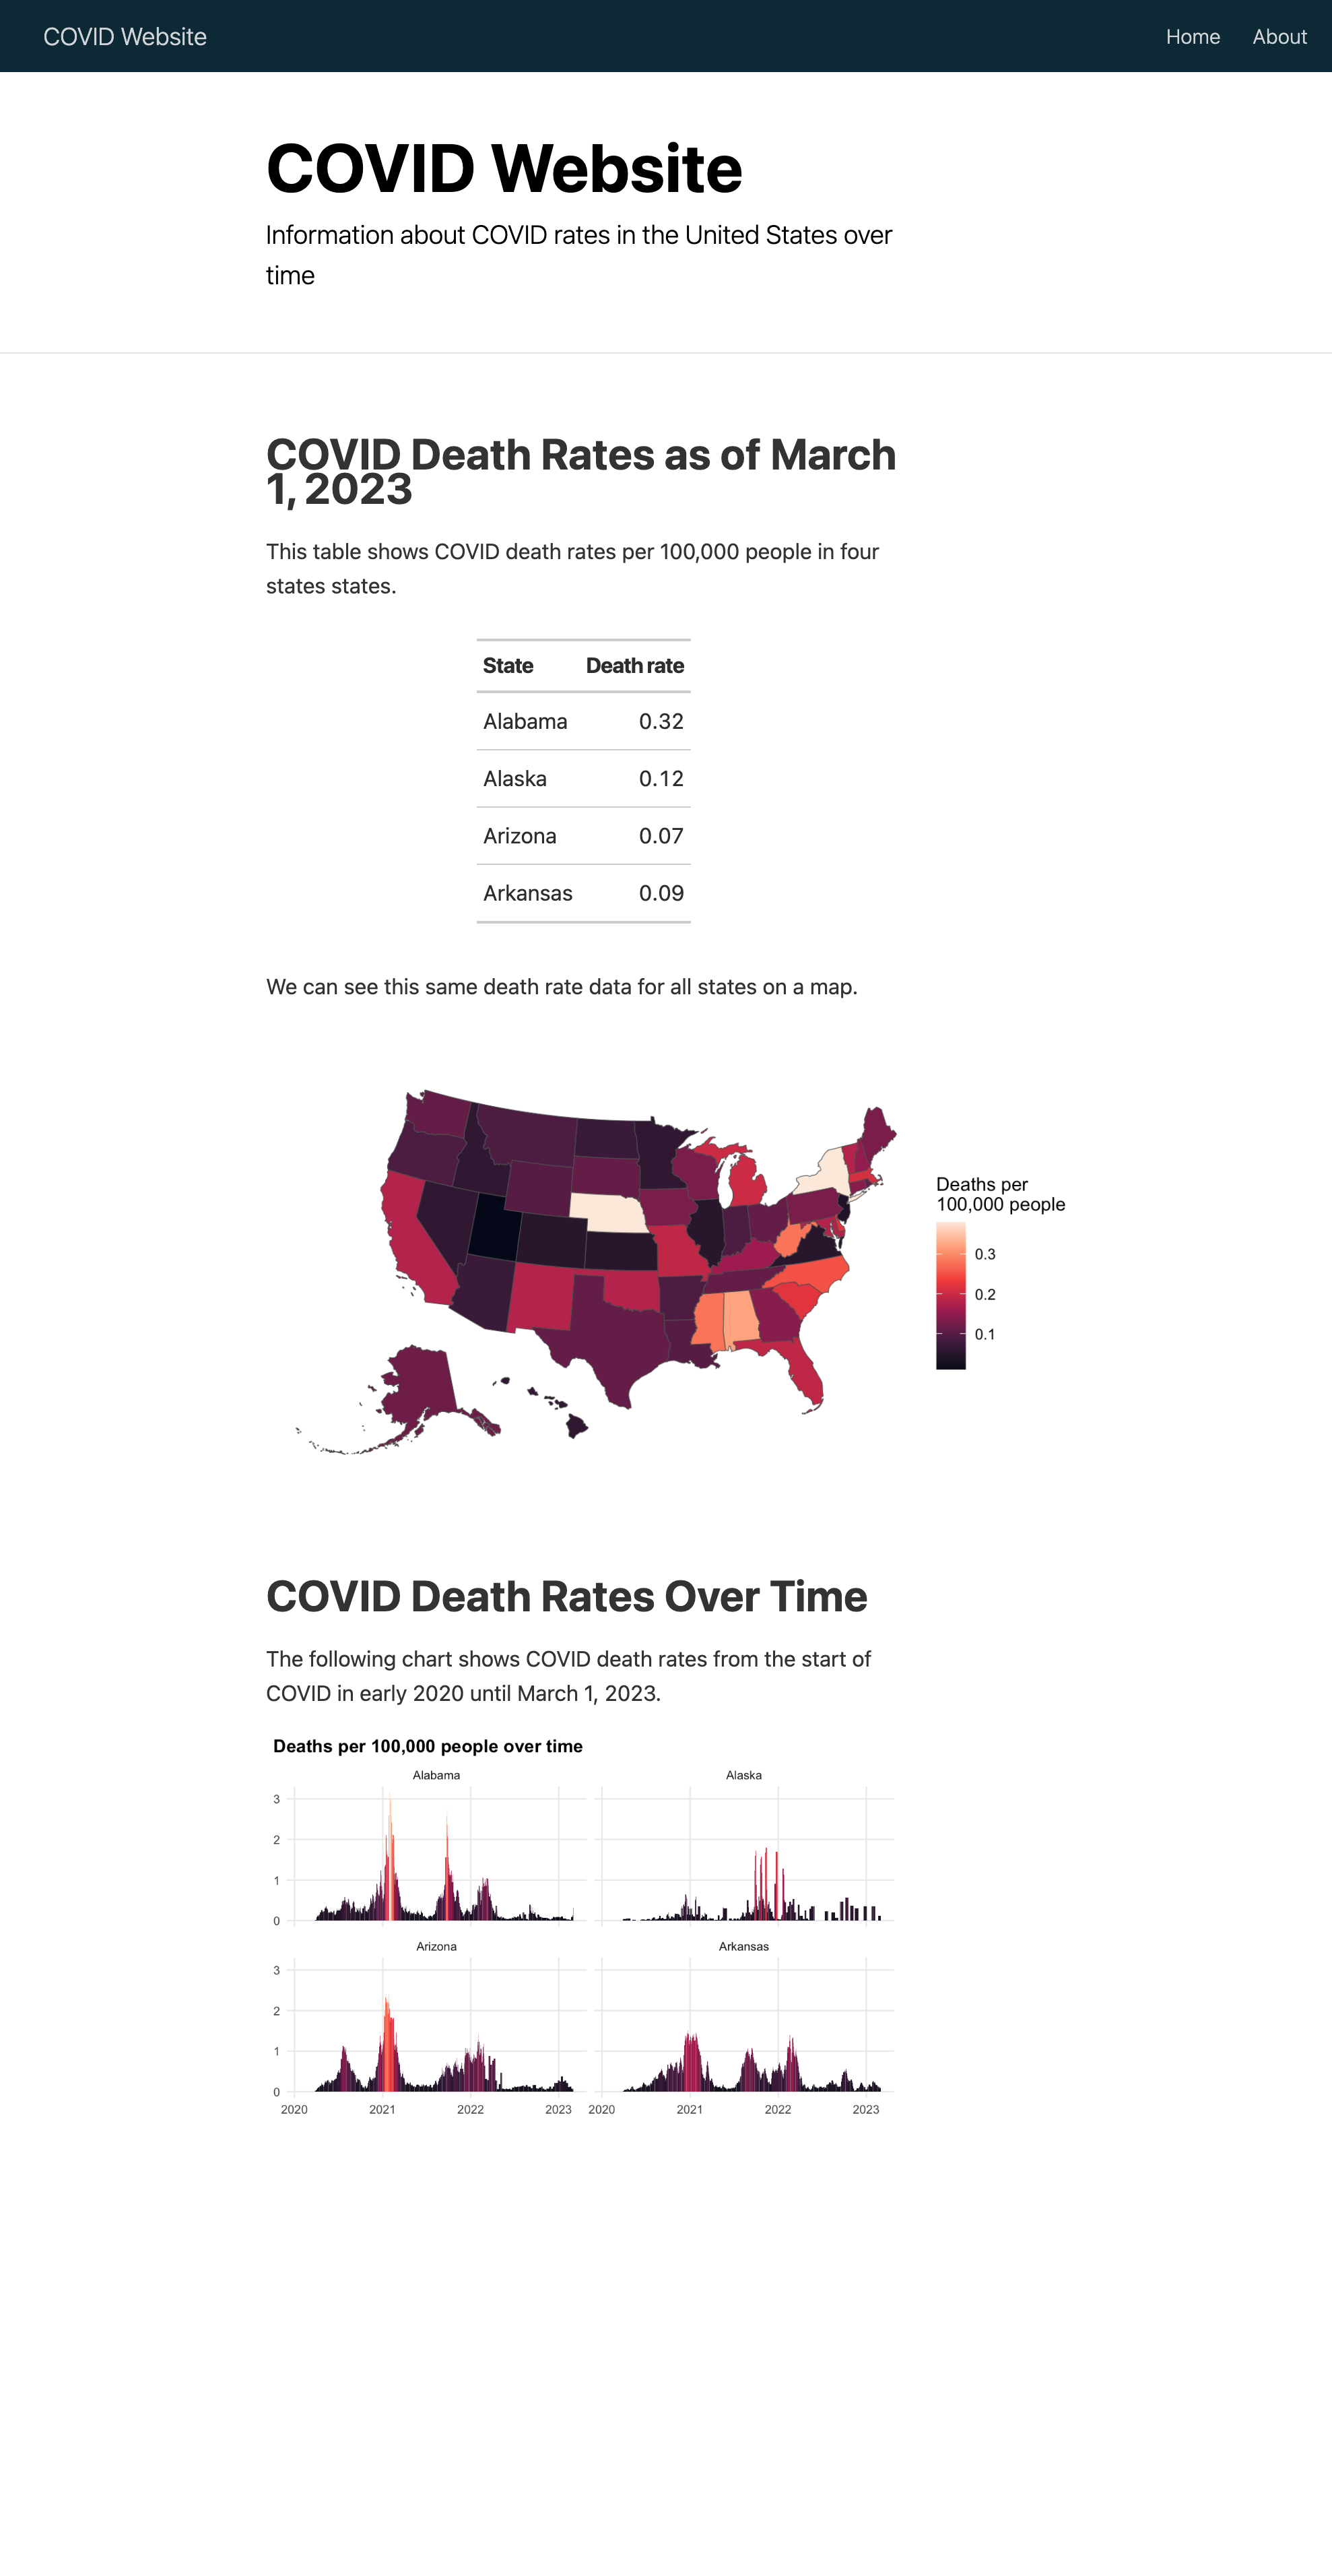 COVID Website
Home About
COVID Website
Information about COVID rates in the United States over
time
COVID Death Rates as of March
1, 2023
This table shows COVID death rates per 100,000 people in four
states states.
State Death rate
Alabama 0.32
Alaska 0.12
Arizona 0.07
Arkansas 0.09
We can see this same death rate data for all states on a map.
Deaths per
100,000 people
0.3
0.2
0.1
COVID Death Rates Over Time
The following chart shows COVID death rates from the start of
COVID in early 2020 until March 1, 2023.
Deaths per 100,000 people over time
Alabama Alaska
3
2
1
0
Arizona Arkansas
3
2
1
0
2020 2021 2022 2023 2020 2021 2022 2023